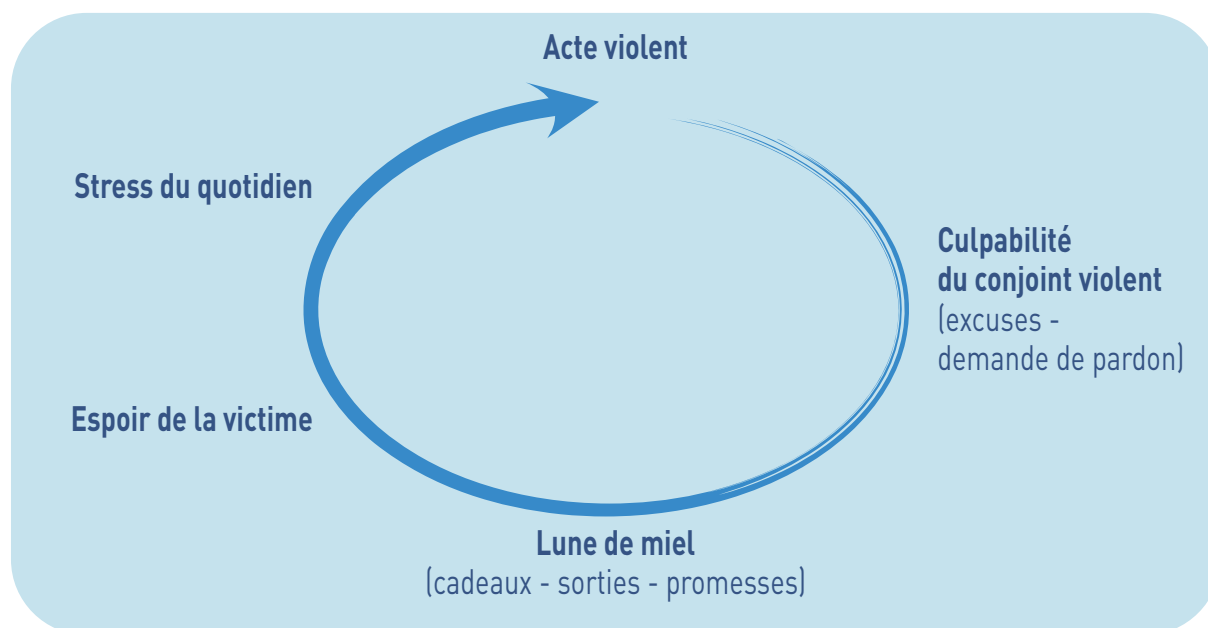 Acte violent
Stress du quotidien
Culpabilité
du conjoint violent
(excuses -
demande de pardon)
Espoir de la victime
Lune de miel
(cadeaux - sorties - promesses)